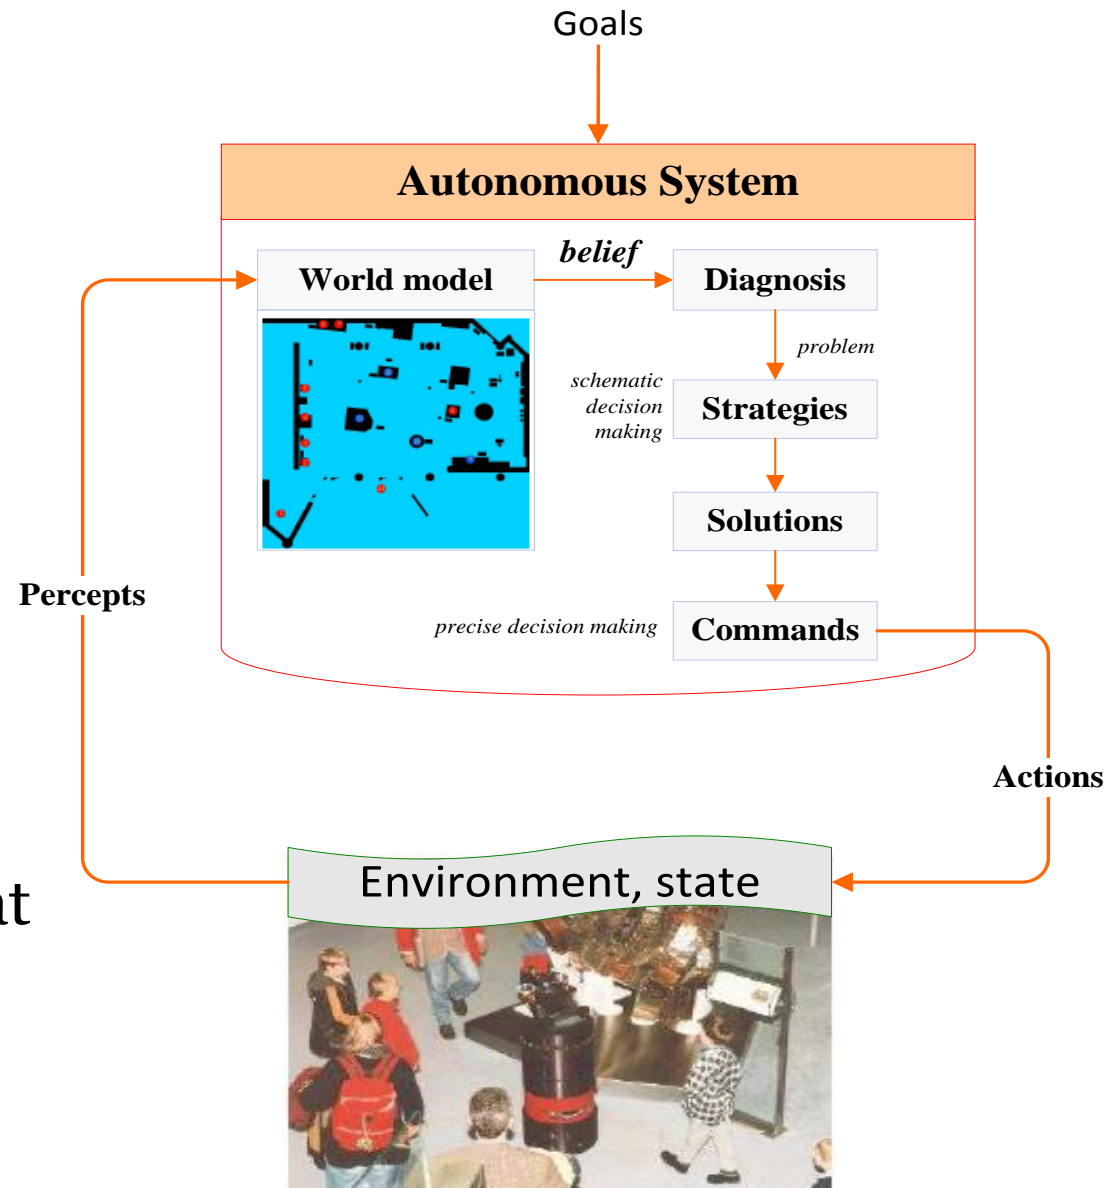 Goals
Autonomous System
belief
World model
Diagnosis
problem
schematic
decision
making
Strategies
Solutions
Percepts
precise decision making
Commands
Actions
Environment, state
at